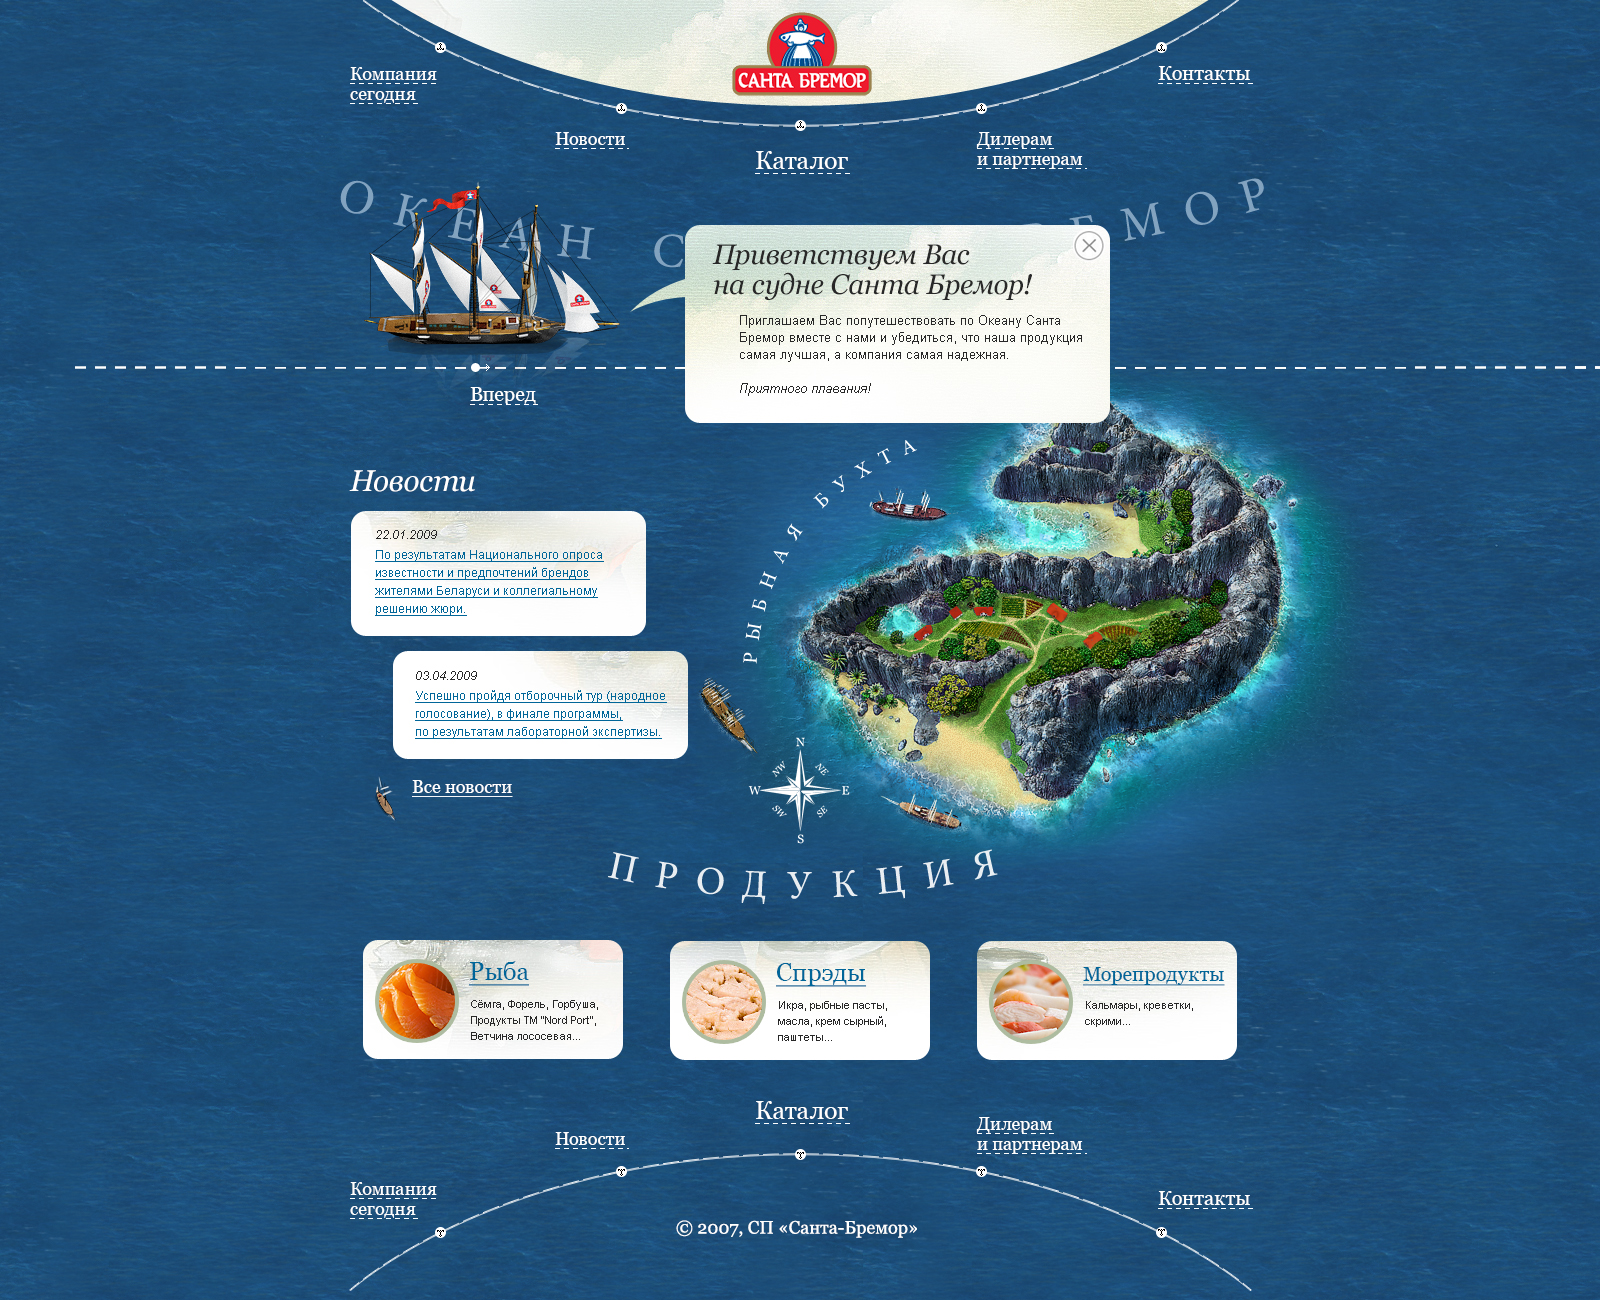 САНТА БРЕМОР
Компания
сегодня
Новости
Каталог
Дилерам
и партнерам
Контакты
ОКЕАН С ЕМОР
Приветствуем Вас
на судне Санта Бремор!
Приглашаем Вас попутешествовать по Океану Санта
Бремор вместе с нами и убедиться, что наша продукция
самая лучшая, а компания самая надежная.
Приятного плавания!
Вперед
Новости
22.01.2009
По результатам Национального опроса
известности и предпочтений брендов
жителями Беларуси и коллегиальному
решению жюри.
03.04.2009
Успешно пройдя отборочный тур (народное
голосование), в финале программы,
по результатам лабораторной экспертизы.
Все новости
РЫБНАЯ БУХТА
N
NW NE
W E
SW SE
S
ПРОДУКЦИЯ
Рыба
Сёмга, Форель, Горбуша,
Продукты ТМ "Nord Port",
Ветчина лососевая...
Спрэды
Икра, рыбные пасты,
масла, крем сырный,
паштеты...
Морепродукты
Кальмары, креветки,
скрими...
Каталог
Новости
Дилерам
и партнерам
Компания
сегодня
Контакты
© 2007, СП «Санта-Бремор»